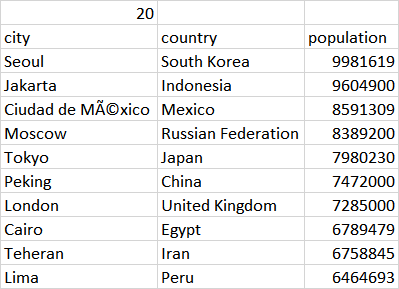 20
city country population
Seoul South Korea 9981619
Jakarta Indonesia 9604900
Ciudad de MÃ©xico Mexico 8591309
Moscow Russian Federation 8389200
Tokyo Japan 7980230
Peking China 7472000
London United Kingdom 7285000
Cairo Egypt 6789479
Teheran Iran 6758845
Lima Peru 6464693